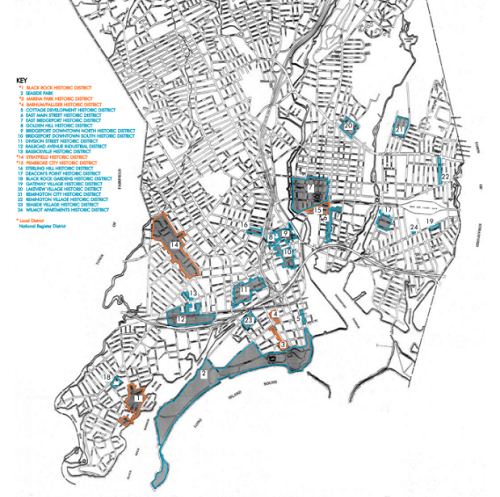 KEY
*1 BLACK ROCK HISTORIC DISTRICT
2 SEASIDE PARK
*3 MARINA PARK HISTORIC DISTRICT
*4 BARNUM/PALLISER HISTORIC DISTRICT
5 COTTAGE DEVELOPMENT HISTORIC DISTRICT
6 EAST MAIN STREET HISTORIC DISTRICT
7 EAST BRIDGEPORT HISTORIC DISTRICT
8 GOLDEN HILL HISTORIC DISTRICT
9 BRIDGEPORT DOWNTOWN NORTH HISTORIC DISTRICT
10 BRIDGEPORT DOWNTOWN SOUTH HISTORIC DISTRICT
11 DIVISION STREET HISTORIC DISTRICT
12 RAILROAD AVENUE INDUSTRIAL DISTRICT
13 BASSICKVILLE HISTORIC DISTRICT
*14 STRATFIELD HISTORIC DISTRICT
*15 PEMBROKE CITY HISTORIC DISTRICT
16 STERLING HILL HISTORIC DISTRICT
17 DEACON'S POINT HISTORIC DISTRICT
18 BLACK ROCK GARDENS HISTORIC DISTRICT
19 GATEWAY VILLAGE HISTORIC DISTRICT
20 LAKEVIEW VILLAGE HISTORIC DISTRICT
21 REMINGTON CITY HISTORIC DISTRICT
22 REMINGTON VILLAGE HISTORIC DISTRICT
23 SEASIDE VILLAGE HISTORIC DISTRICT
24 WILMOT APARTMENTS HISTORIC DISTRICT
* Local District
National Register District
20
21
22
FAIRFIELD
7
15
6
17
19
24
OF
16
9
8
10
14
TOWN
13
11
12
23
4
5
3
2
18
1
LONG
ISLAND
SOUND